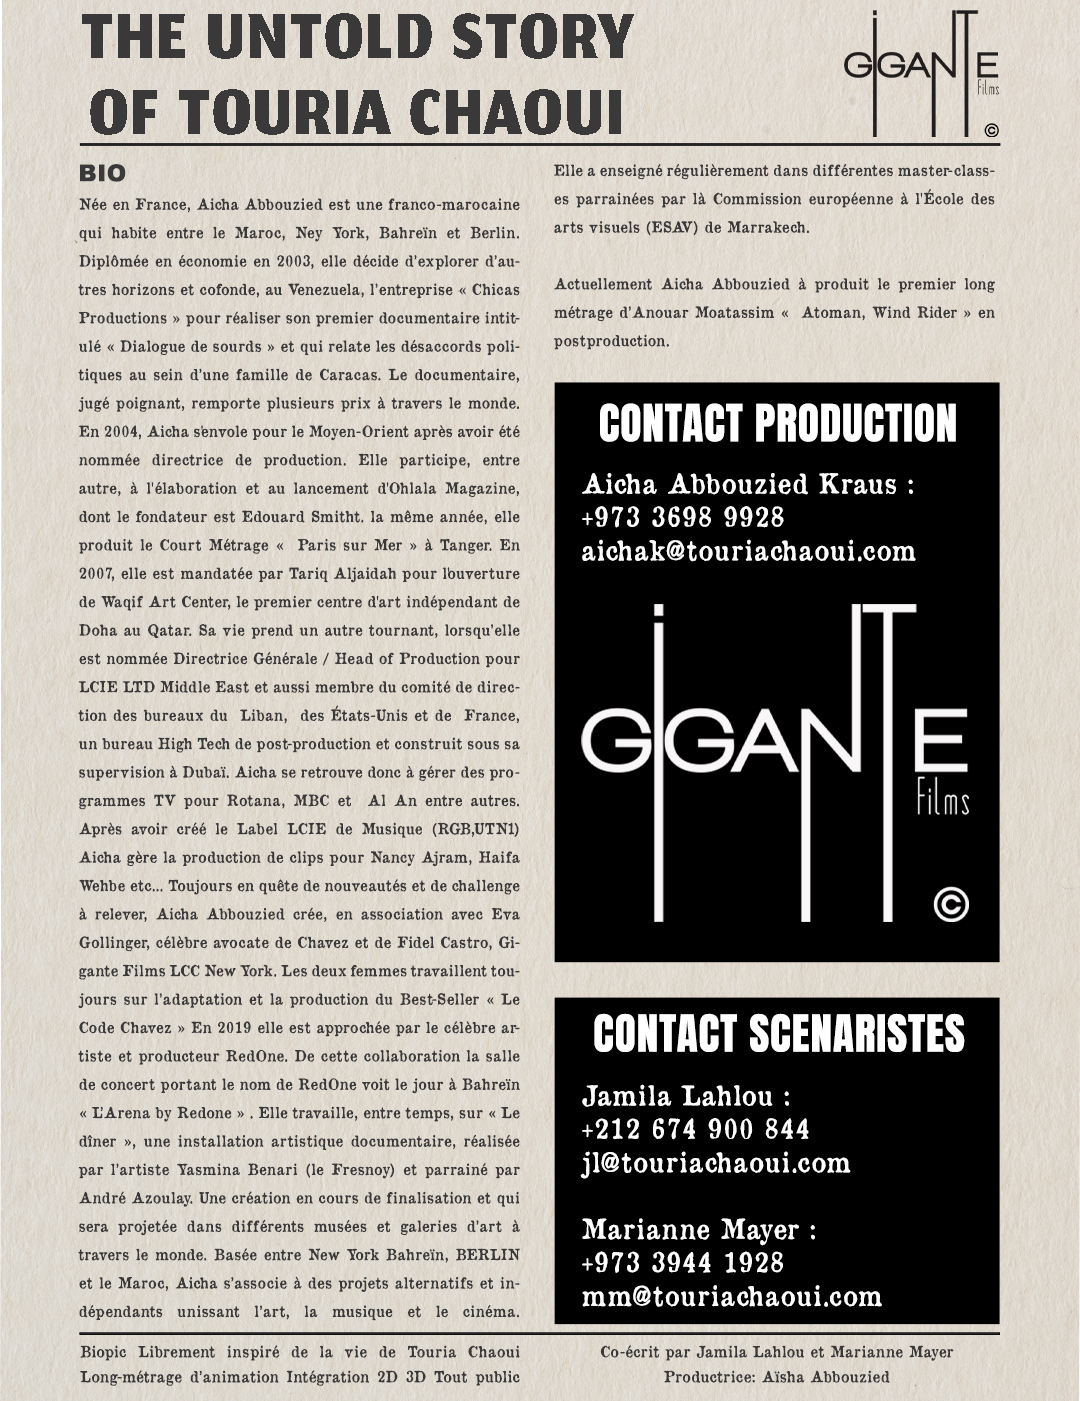 THE UNTOLD STORY
OF TOURIA CHAOUI
GIGANTE
Films
©
BIO
Née en France, Aicha Abbouzied est une franco-marocaine
qui habite entre le Maroc, Ney York, Bahreïn et Berlin.
Diplômée en économie en 2003, elle décide d'explorer d'au-
tres horizons et cofonde, au Venezuela, l'entreprise « Chicas
Productions » pour réaliser son premier documentaire intit-
ulé « Dialogue de sourds » et qui relate les désaccords poli-
tiques au sein d'une famille de Caracas. Le documentaire,
jugé poignant, remporte plusieurs prix à travers le monde.
En 2004, Aicha s'envole pour le Moyen-Orient après avoir été
nommée directrice de production. Elle participe, entre
autre, à l'élaboration et au lancement d'Ohlala Magazine,
dont le fondateur est Edouard Smitht. la même année, elle
produit le Court Métrage « Paris sur Mer » à Tanger. En
2007, elle est mandatée par Tariq Aljaidah pour l'ouverture
de Waqif Art Center, le premier centre d'art indépendant de
Doha au Qatar. Sa vie prend un autre tournant, lorsqu'elle
est nommée Directrice Générale / Head of Production pour
LCIE LTD Middle East et aussi membre du comité de direc-
tion des bureaux du Liban, des États-Unis et de France,
un bureau High Tech de post-production et construit sous sa
supervision à Dubaï. Aicha se retrouve donc à gérer des pro-
grammes TV pour Rotana, MBC et Al An entre autres.
Après avoir créé le Label LCIE de Musique (RGB,UTN1)
Aicha gère la production de clips pour Nancy Ajram, Haifa
Wehbe etc... Toujours en quête de nouveautés et de challenge
à relever, Aicha Abbouzied crée, en association avec Eva
Gollinger, célèbre avocate de Chavez et de Fidel Castro, Gi-
gante Films LCC New York. Les deux femmes travaillent tou-
jours sur l'adaptation et la production du Best-Seller « Le
Code Chavez » En 2019 elle est approchée par le célèbre ar-
tiste et producteur RedOne. De cette collaboration la salle
de concert portant le nom de RedOne voit le jour à Bahreïn
« L'Arena by Redone » . Elle travaille, entre temps, sur « Le
dîner », une installation artistique documentaire, réalisée
par l'artiste Yasmina Benari (le Fresnoy) et parrainé par
André Azoulay. Une création en cours de finalisation et qui
sera projetée dans différents musées et galeries d'art à
travers le monde. Basée entre New York Bahreïn, BERLIN
et le Maroc, Aicha s'associe à des projets alternatifs et in-
dépendants unissant l'art, la musique et le cinéma.
Elle a enseigné régulièrement dans différentes master-class-
es parrainées par là Commission européenne à l'École des
arts visuels (ESAV) de Marrakech.
Actuellement Aicha Abbouzied à produit le premier long
métrage d'Anouar Moatassim « Atoman, Wind Rider » en
postproduction.
CONTACT PRODUCTION
Aicha Abbouzied Kraus :
+973 3698 9928
aichak@touriachaoui.com
GIGANTE
Films
©
CONTACT SCENARISTES
Jamila Lahlou :
+212 674 900 844
jl@touriachaoui.com
Marianne Mayer :
+973 3944 1928
mm@touriachaoui.com
Biopic Librement inspiré de la vie de Touria Chaoui
Long-métrage d'animation Intégration 2D 3D Tout public
Co-écrit par Jamila Lahlou et Marianne Mayer
Productrice: Aïsha Abbouzied